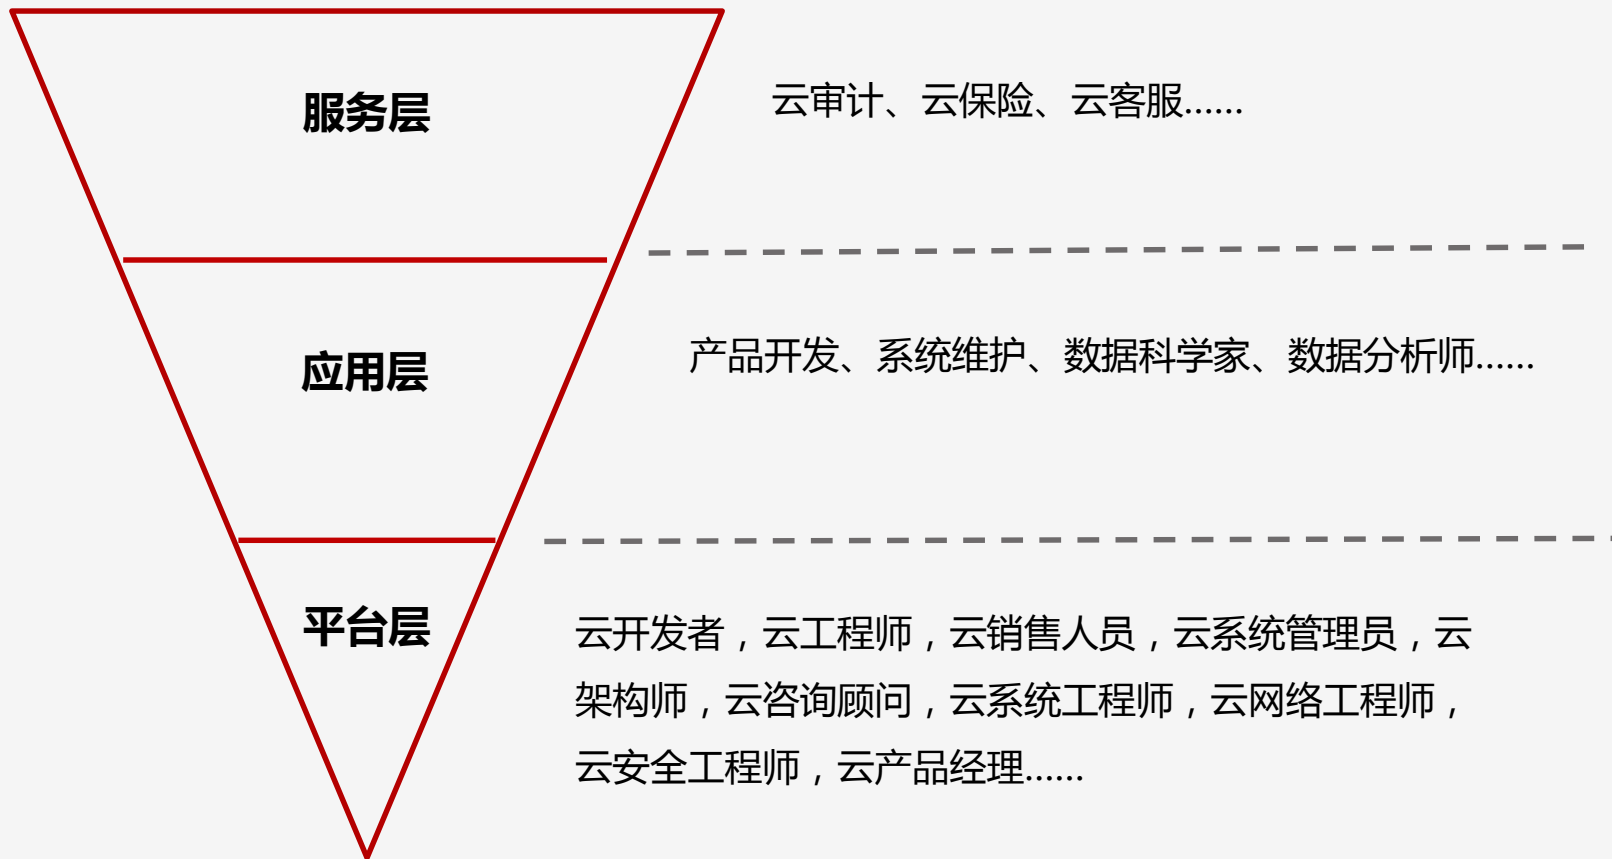 服务层
云审计、云保险、云客服......
应用层
产品开发、系统维护、数据科学家、数据分析师......
平台层
云开发者，云工程师，云销售人员，云系统管理员，云
架构师，云咨询顾问，云系统工程师，云网络工程师，
云安全工程师，云产品经理......